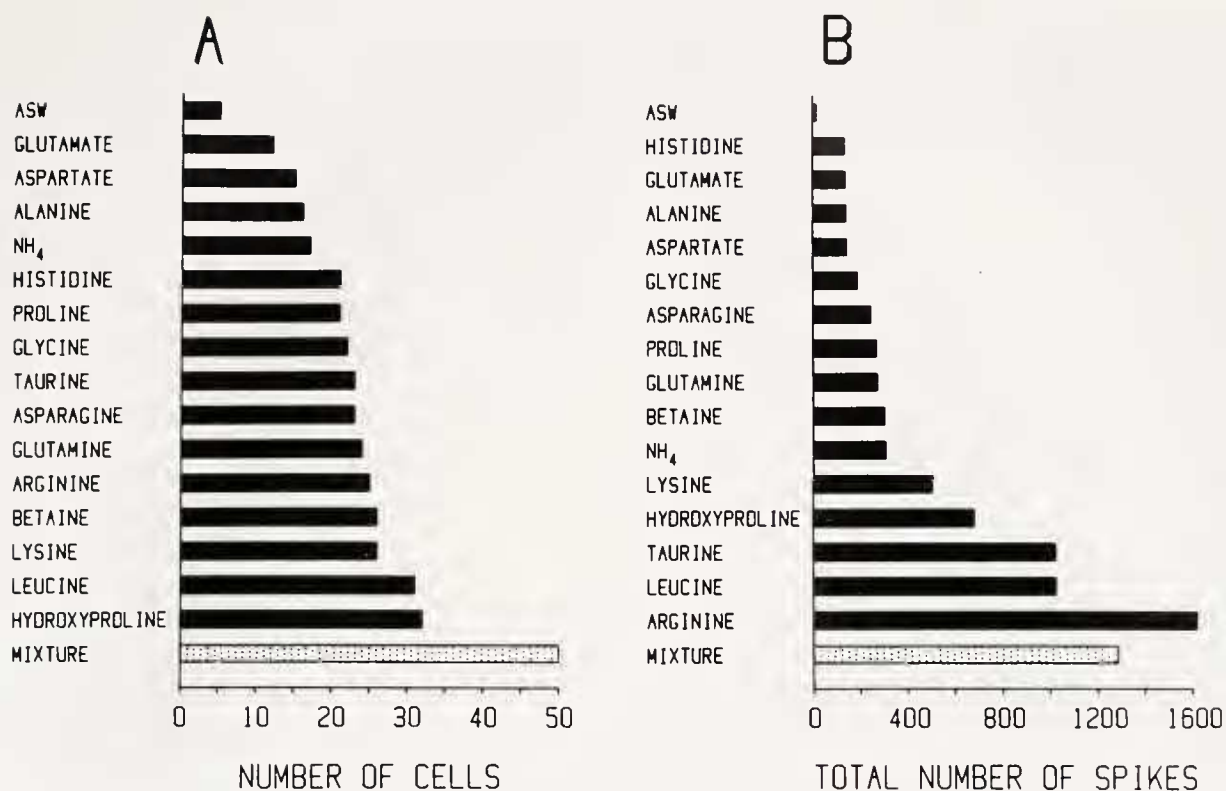 A
ASW
GLUTAMATE
ASPARTATE
ALANINE
NH₄
HISTIDINE
PROLINE
GLYCINE
TAURINE
ASPARAGINE
GLUTAMINE
ARGININE
BETAINE
LYSINE
LEUCINE
HYDROXYPROLINE
MIXTURE
0 10 20 30 40 50
NUMBER OF CELLS
B
ASW
HISTIDINE
GLUTAMATE
ALANINE
ASPARTATE
GLYCINE
ASPARAGINE
PROLINE
GLUTAMINE
BETAINE
NH₄
LYSINE
HYDROXYPROLINE
TAURINE
LEUCINE
ARGININE
MIXTURE
0 400 800 1200 1600
TOTAL NUMBER OF SPIKES